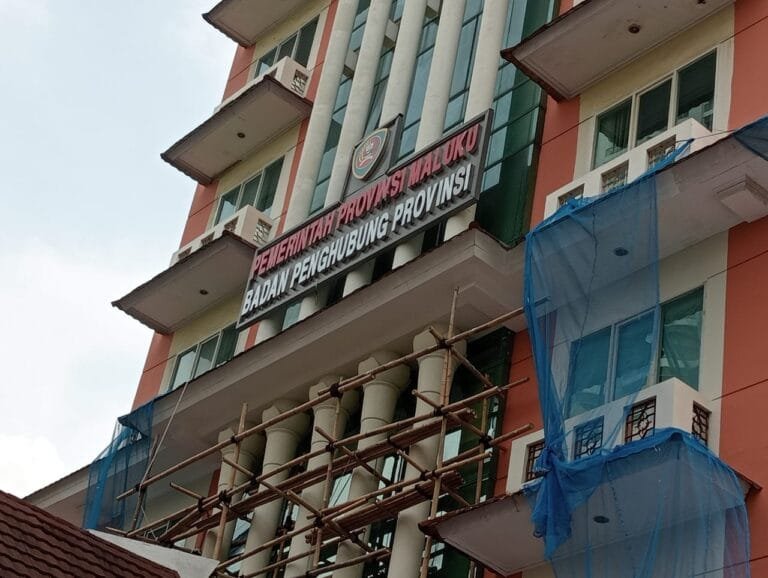 PEMERINTAH PROVINSI MALUKU
BADAN PENGHUBUNG PROVINSI